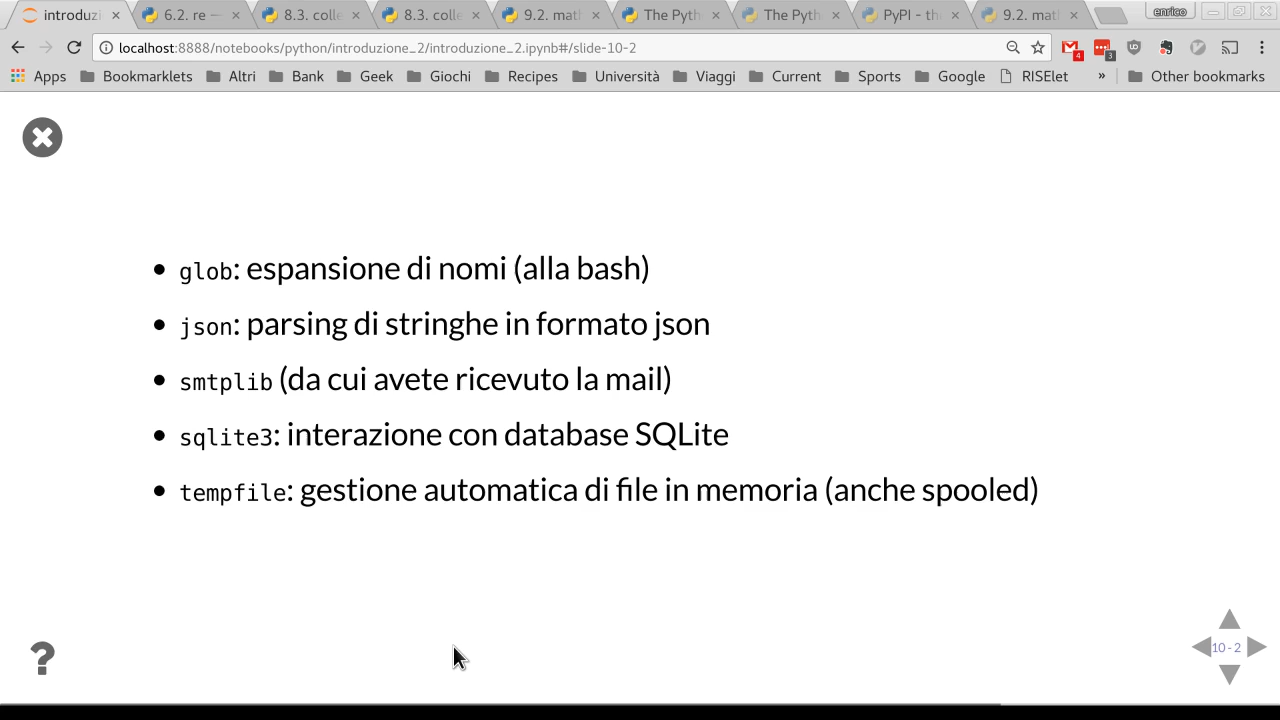 introduzi
6.2. re —
8.3. colle
8.3. colle
9.2. mat
The Pyth
The Pyth
PyPI - th
9.2. mat
enrico
localhost:8888/notebooks/python/introduzione_2/introduzione_2.ipynb#/slide-10-2
4
3
Apps
Bookmarklets
Altri
Bank
Geek
Giochi
Recipes
Università
Viaggi
Current
Sports
Google
RISElet
»
Other bookmarks
• glob: espansione di nomi (alla bash)
• json: parsing di stringhe in formato json
• smtplib (da cui avete ricevuto la mail)
• sqlite3: interazione con database SQLite
• tempfile: gestione automatica di file in memoria (anche spooled)
?
10 - 2